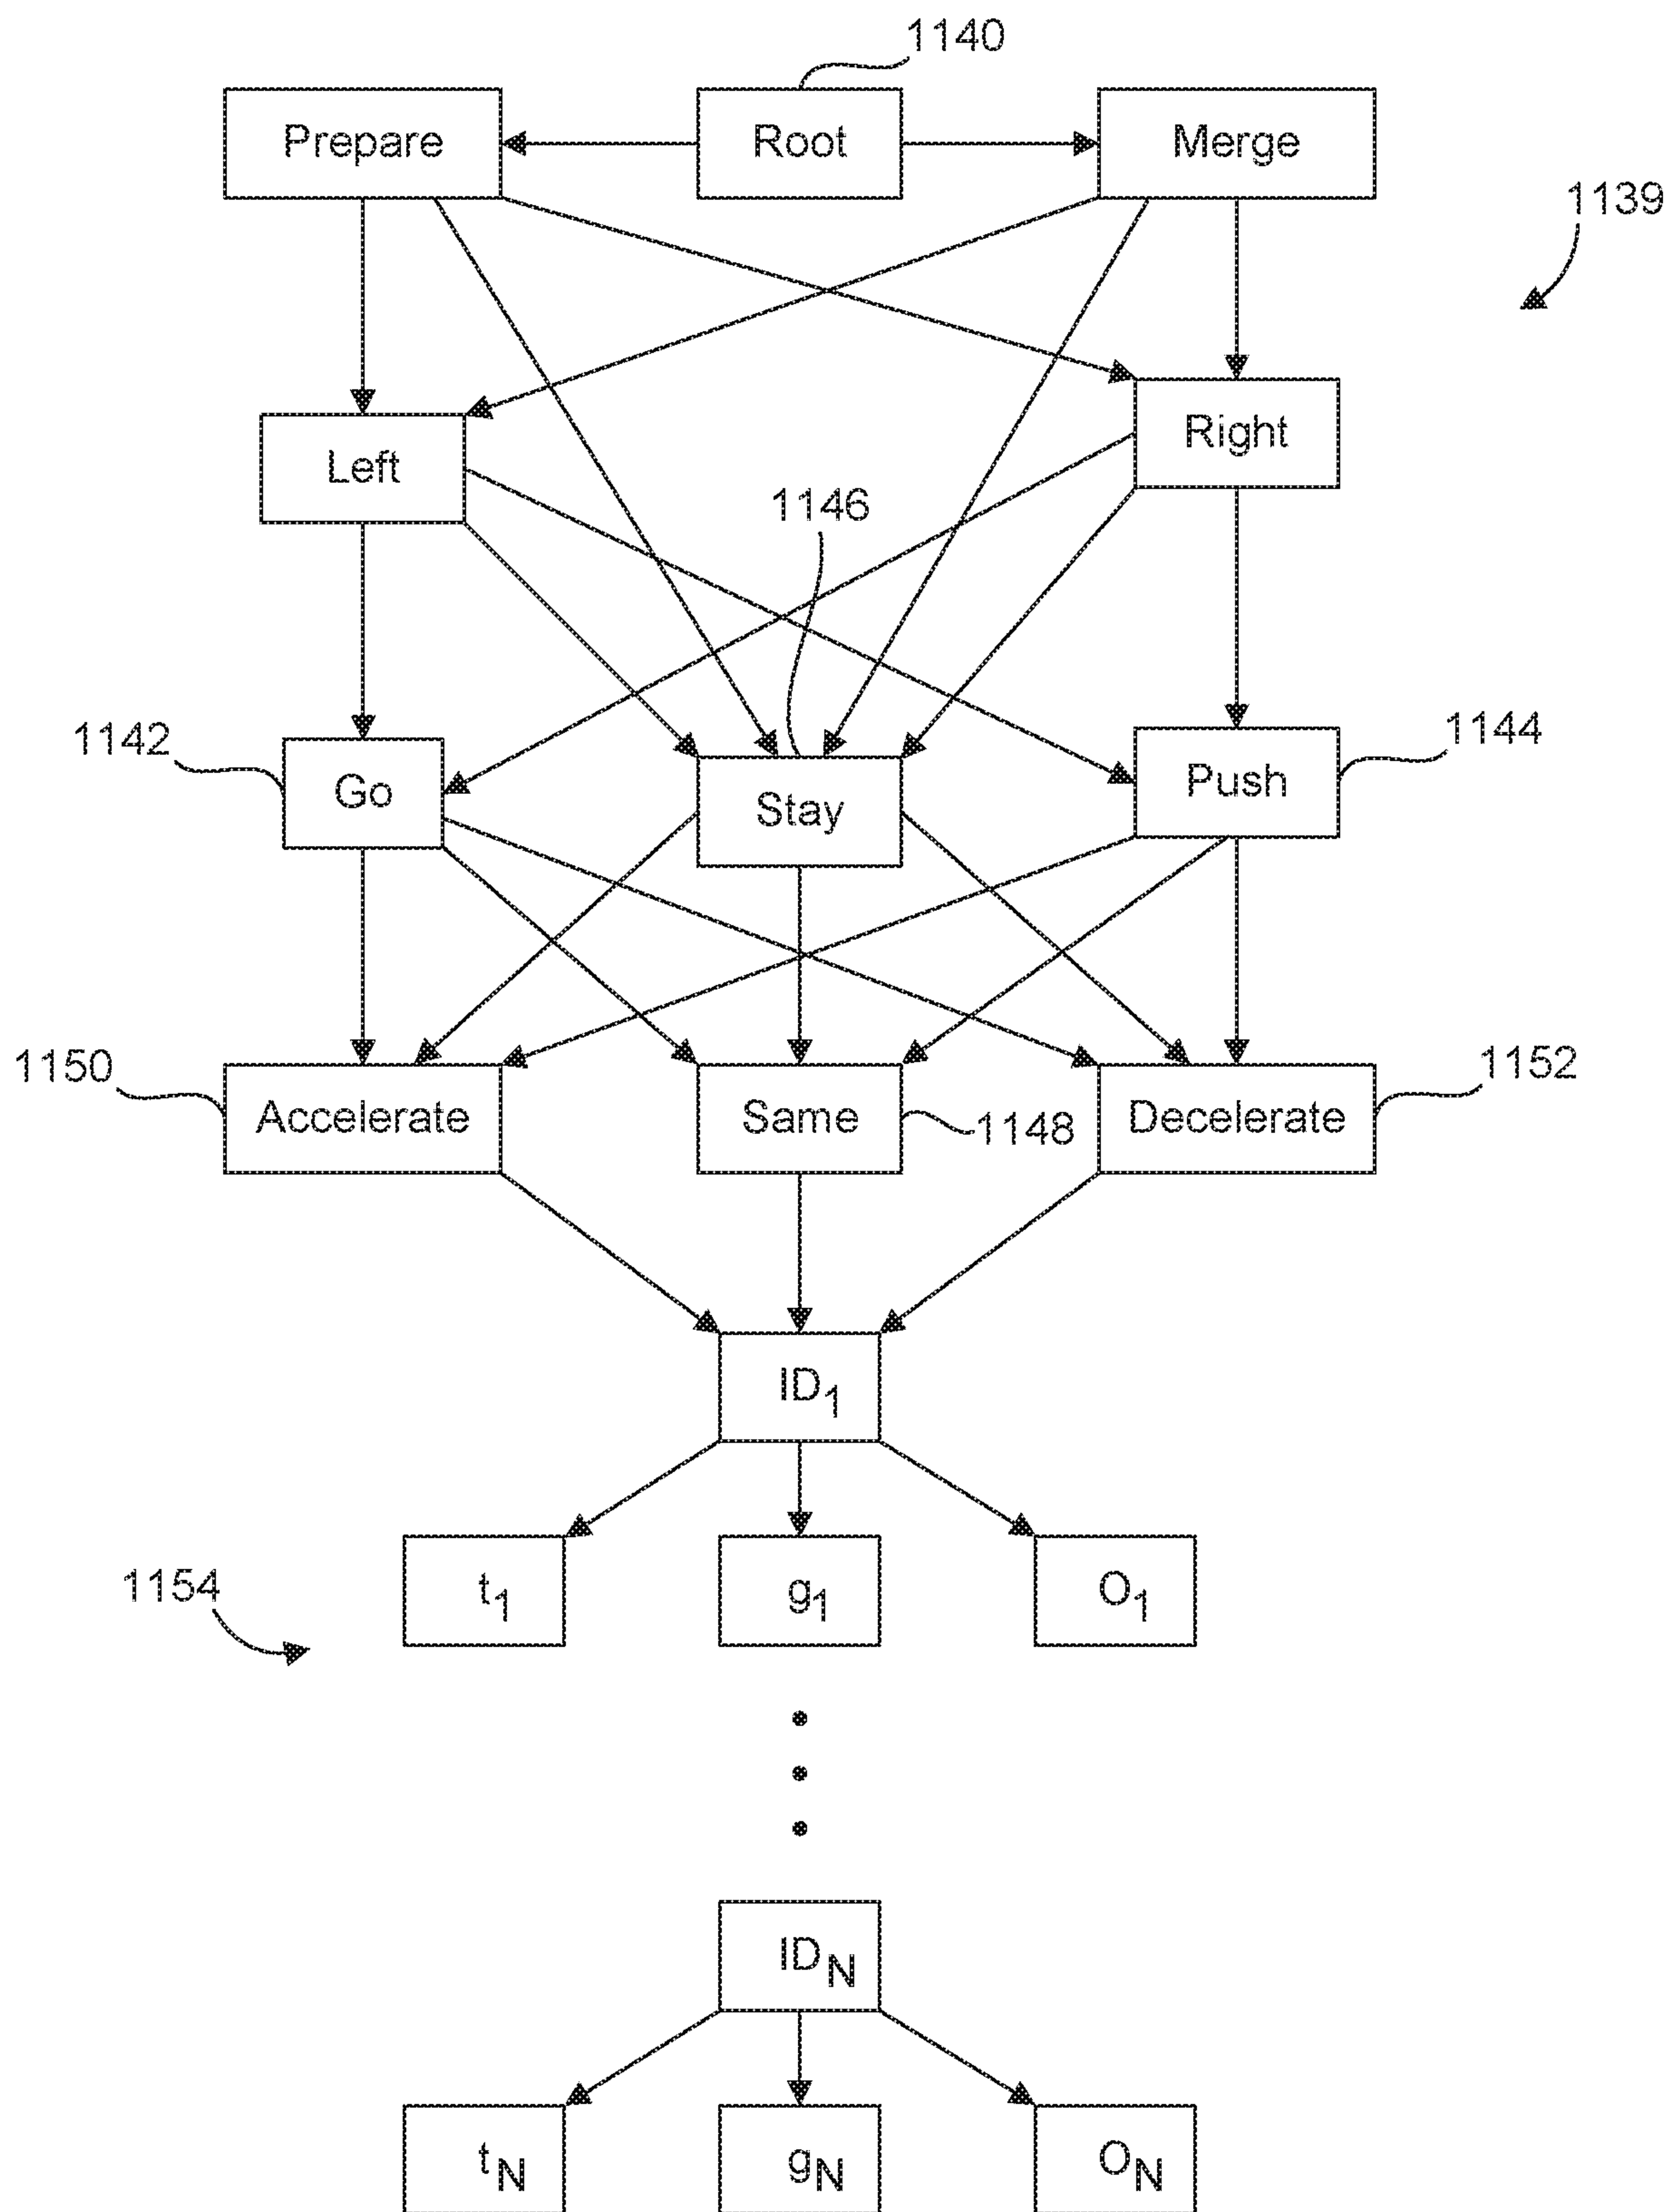 1140
Prepare
Root
Merge
1139
Left
Right
1146
1142
Go
Stay
Push
1144
1150
Accelerate
Same
1148
Decelerate
1152
ID1
1154
t1
g1
O1
IDN
tN
gN
ON